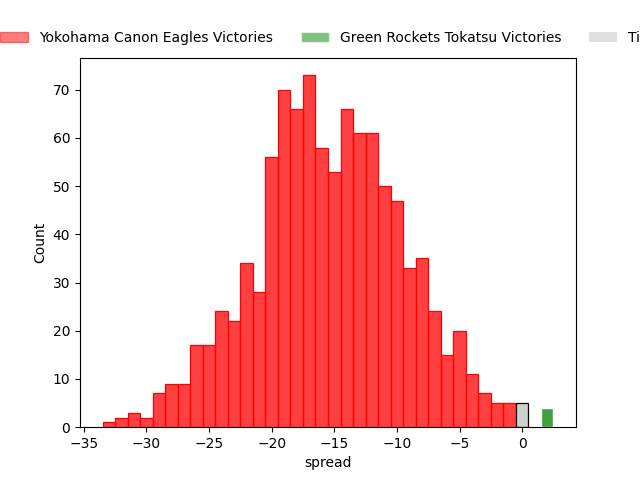 Yokohama Canon Eagles Victories Green Rockets Tokatsu Victories Ti
70
60
50
40
30
20
10
0
Count
−35 −30 −25 −20 −15 −10 −5 0
spread